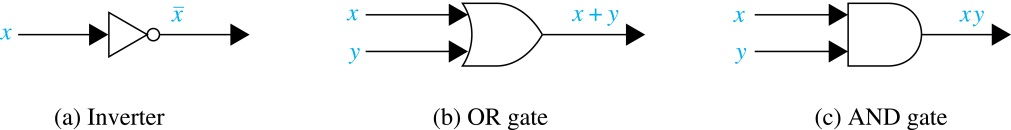 x
x̄
(a) Inverter
x
y
x + y
(b) OR gate
x
y
xy
(c) AND gate